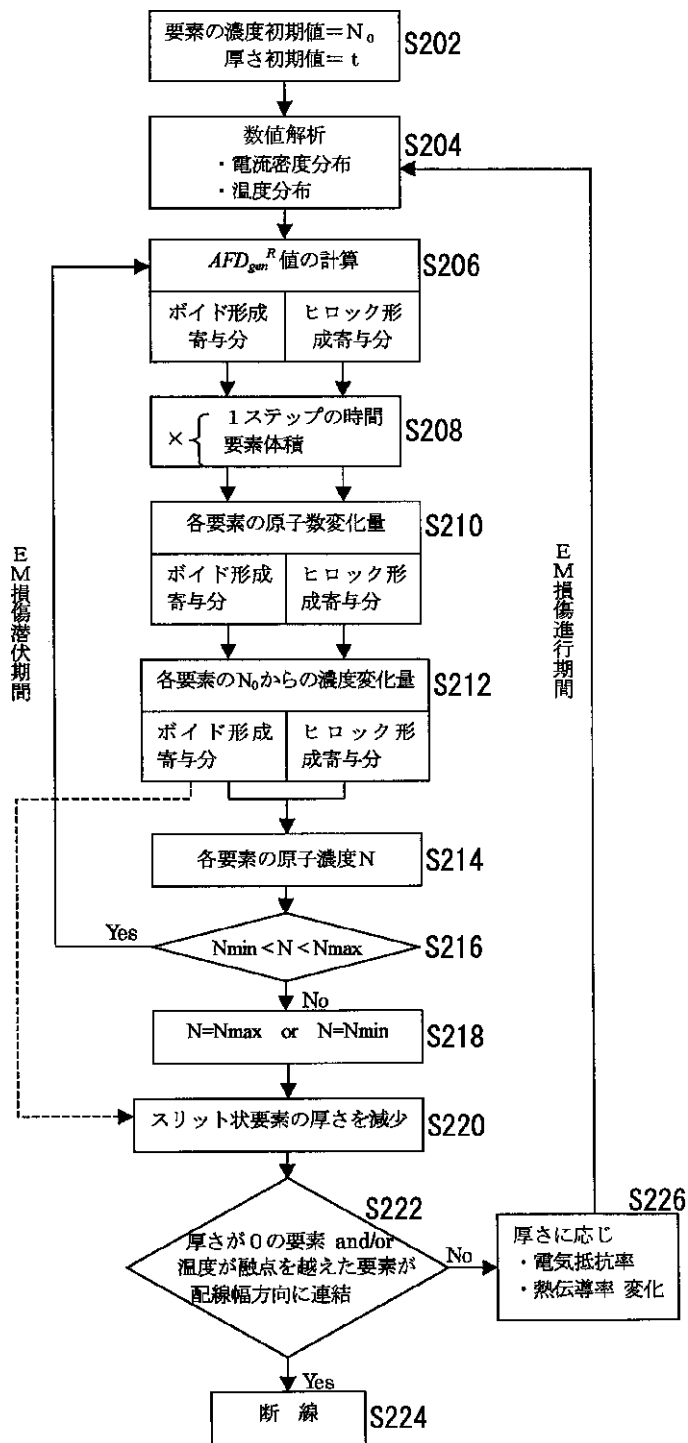 要素の濃度初期値＝N₀
厚さ初期値＝ t
S202
数値解析
・電流密度分布
・温度分布
S204
AFD_gen^R 値の計算
S206
ボイド形成
寄与分
ヒロック形
成寄与分
× { 1ステップの時間
要素体積
S208
各要素の原子数変化量
S210
ボイド形成
寄与分
ヒロック形
成寄与分
各要素のN₀からの濃度変化量
S212
ボイド形成
寄与分
ヒロック形
成寄与分
各要素の原子濃度N
S214
Yes
Nmin＜N＜Nmax
S216
No
N=Nmax or N=Nmin
S218
スリット状要素の厚さを減少
S220
S222
厚さが0の要素 and/or
温度が融点を越えた要素が
配線幅方向に連結
No
S226
厚さに応じ
・電気抵抗率
・熱伝導率 変化
Yes
断 線
S224
EM損傷潜伏期間
EM損傷進行期間